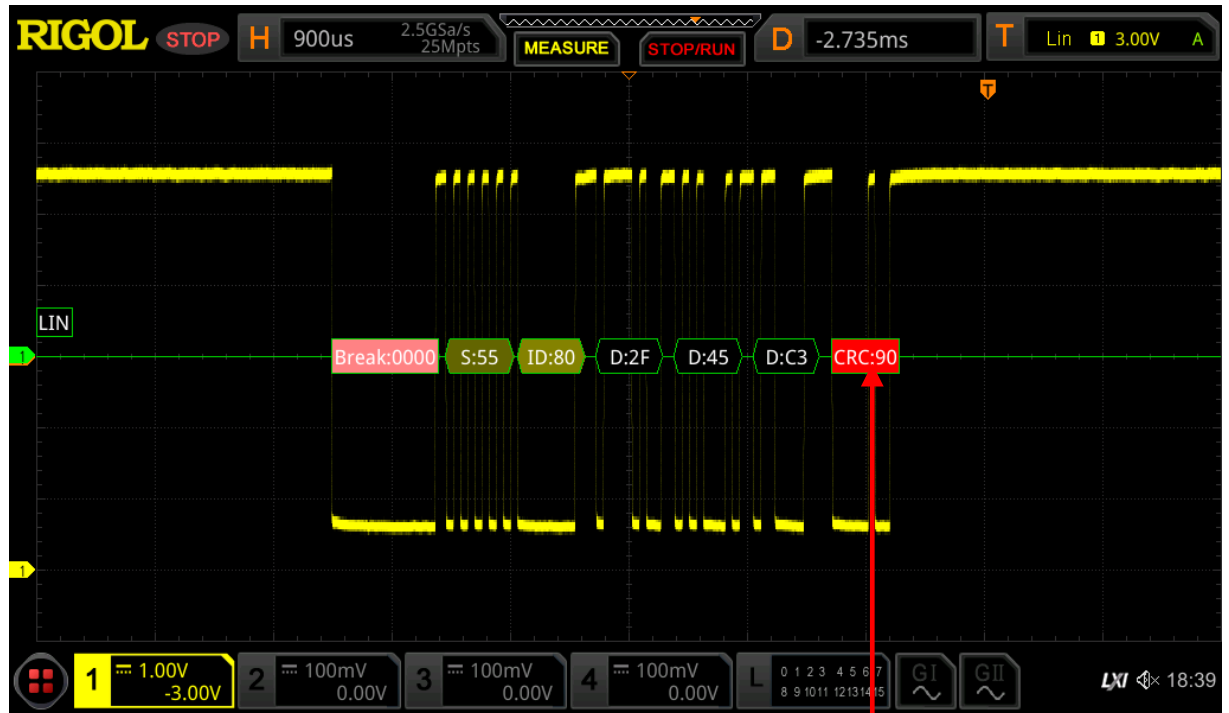 RIGOL STOP H 900us 2.5GSa/s 25Mpts MEASURE STOP/RUN D -2.735ms T Lin 1 3.00V A
T
LIN
1 Break:0000 S:55 ID:80 D:2F D:45 D:C3 CRC:90
1
1 1.00V -3.00V 2 100mV 0.00V 3 100mV 0.00V 4 100mV 0.00V L 0 1 2 3 4 5 6 7 8 9 10 11 12 13 14 15 GI GII LXI 18:39